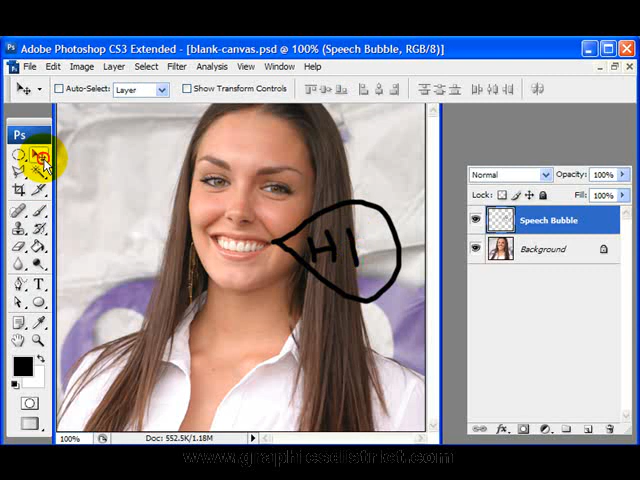 Adobe Photoshop CS3 Extended - [blank-canvas.psd @ 100% (Speech Bubble, RGB/8)]
File Edit Image Layer Select Filter Analysis View Window Help
Auto-Select: Layer Show Transform Controls
Ps
Normal Opacity: 100%
Lock: Fill: 100%
Speech Bubble
Background
HI
T
fx
100% Doc: 552.5K/1.18M
www.graphicsdistrict.com